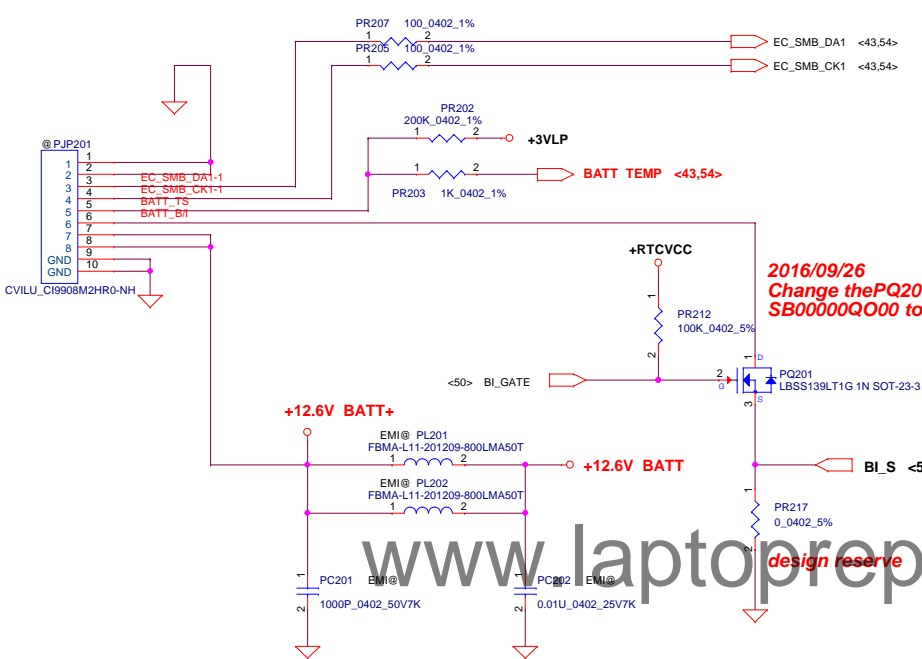 PR207 100_0402_1%
1 2
EC_SMB_DA1 <43,54>
PR205 100_0402_1%
1 2
EC_SMB_CK1 <43,54>
PR202
200K_0402_1%
1 2
+3VLP
1 2
BATT TEMP <43,54>
PR203 1K_0402_1%
@ PJP201
1 1
2 2
3 3 EC_SMB_DA1-1
4 4 EC_SMB_CK1-1
5 5 BATT_TS
6 6 BATT_B/I
7 7
8 8
GND 9
GND 10
CVILU_CI9908M2HR0-NH
+RTCVCC
1
PR212
100K_0402_5%
2
2016/09/26
Change thePQ20
SB00000QO00 to
<50> BI_GATE
1 D
2 G
3 S
PQ201
LBSS139LT1G 1N SOT-23-3
+12.6V BATT+
EMI@ PL201
FBMA-L11-201209-800LMA50T
1 2
+12.6V BATT
EMI@ PL202
FBMA-L11-201209-800LMA50T
1 2
BI_S <5
1
PR217
0_0402_5%
2
design reserve
www.laptoprep
1
PC201 EMI@
1000P_0402_50V7K
2
1
PC202 EMI@
0.01U_0402_25V7K
2